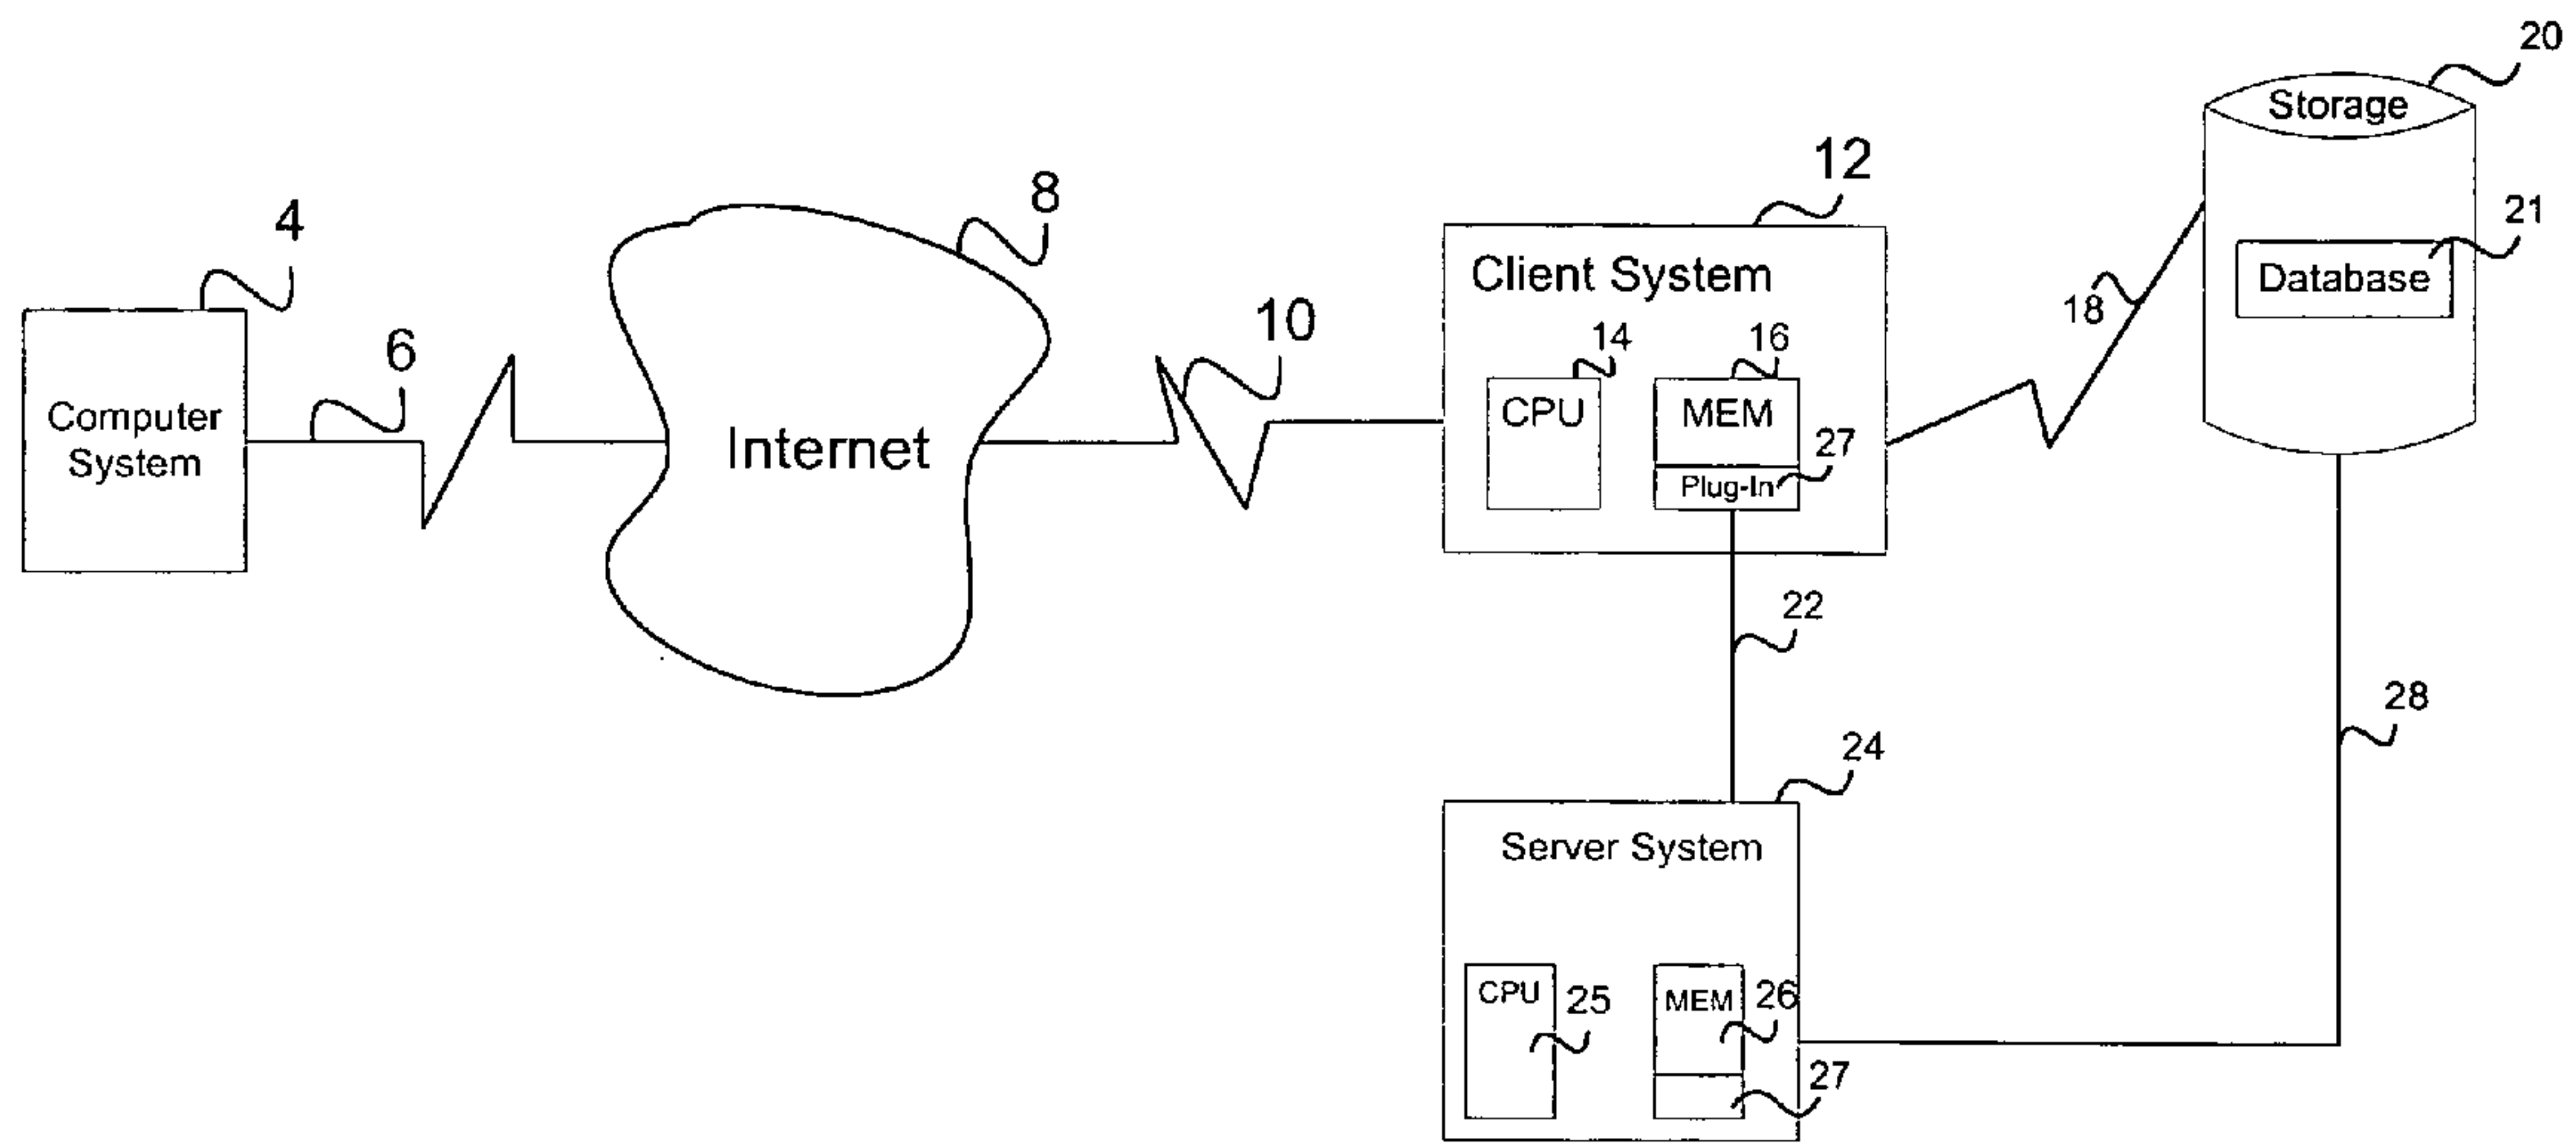 20
Storage
12
8
4
21
Client System
Database
10
18
6
14
16
Computer
System
CPU
MEM
27
Internet
Plug-In
22
28
24
Server System
CPU
25
MEM
26
27